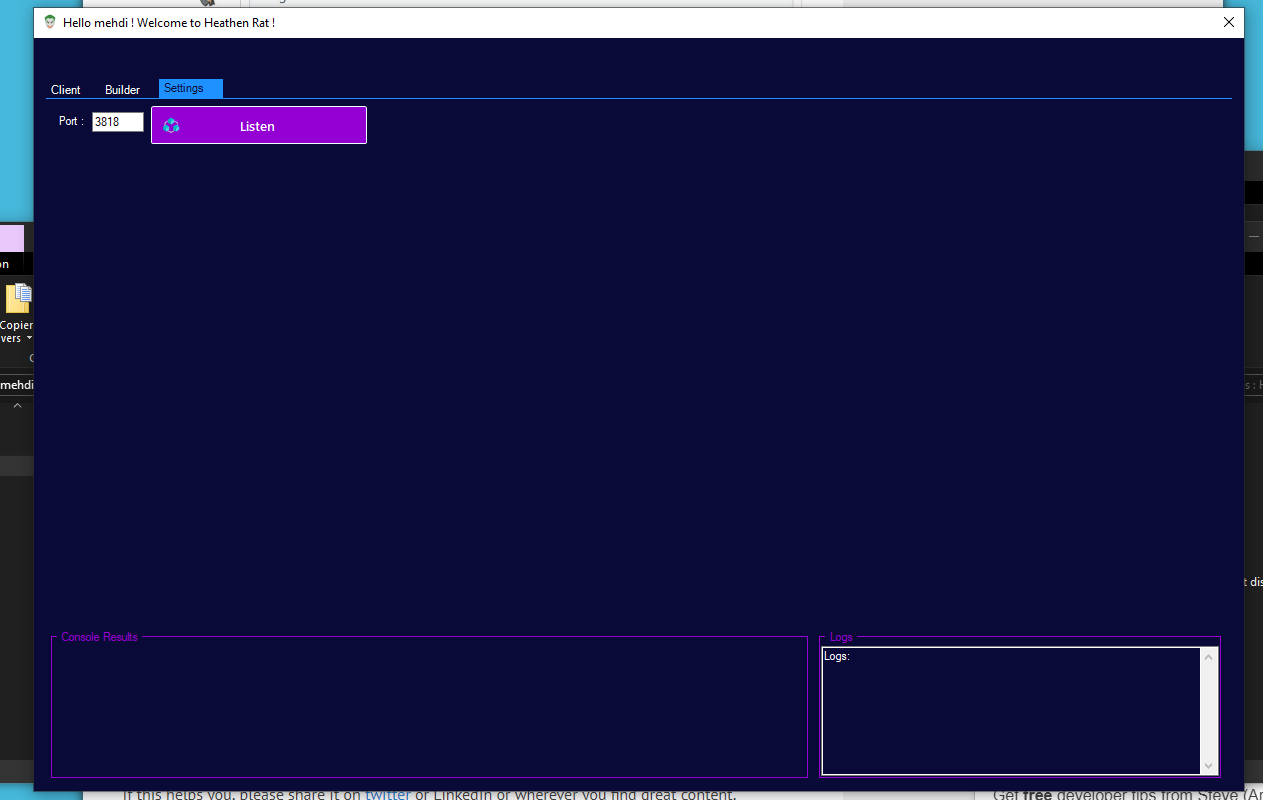 Hello mehdi ! Welcome to Heathen Rat !
Client Builder Settings
Port : 3818 Listen
on
Copier
vers
mehdi
s : H
t dis
Console Results
Logs
Logs:
If this helps you, please share it on twitter or LinkedIn or wherever you find great content.
Get free developer tips from Steve (Ar